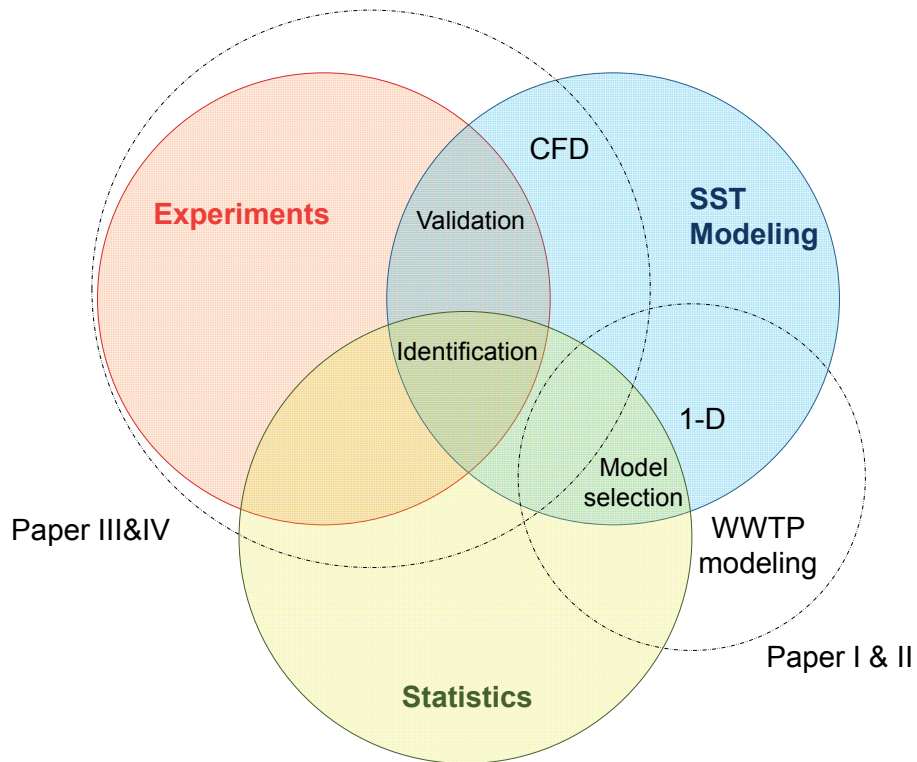 CFD
Experiments
Validation
SST
Modeling
Identification
1-D
Model
selection
Paper III&IV
WWTP
modeling
Paper I & II
Statistics